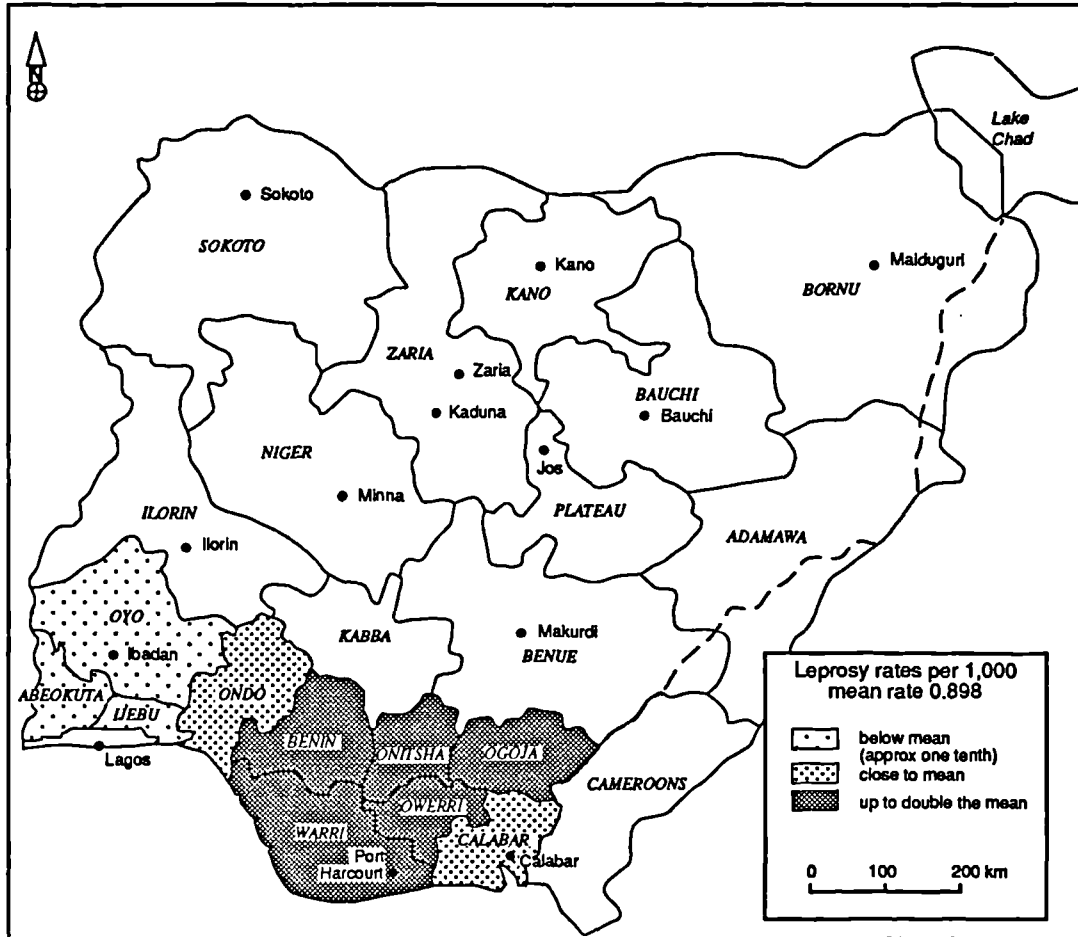 N
Lake
Chad
Sokoto
SOKOTO
Kano
KANO
Maiduguri
BORNU
ZARIA
Zaria
Kaduna
BAUCHI
Bauchi
NIGER
Jos
Minna
PLATEAU
ILORIN
Ilorin
ADAMAWA
OYO
KABBA
Makurdi
BENUE
Ibadan
ABEOKUTA
ONDO
IJEBU
Lagos
BENIN
ONITSHA
OGOJA
CAMEROONS
OWERRI
WARRI
CALABAR
Calabar
Port
Harcourt
Leprosy rates per 1,000
mean rate 0.898
below mean
(approx one tenth)
close to mean
up to double the mean
0 100 200 km